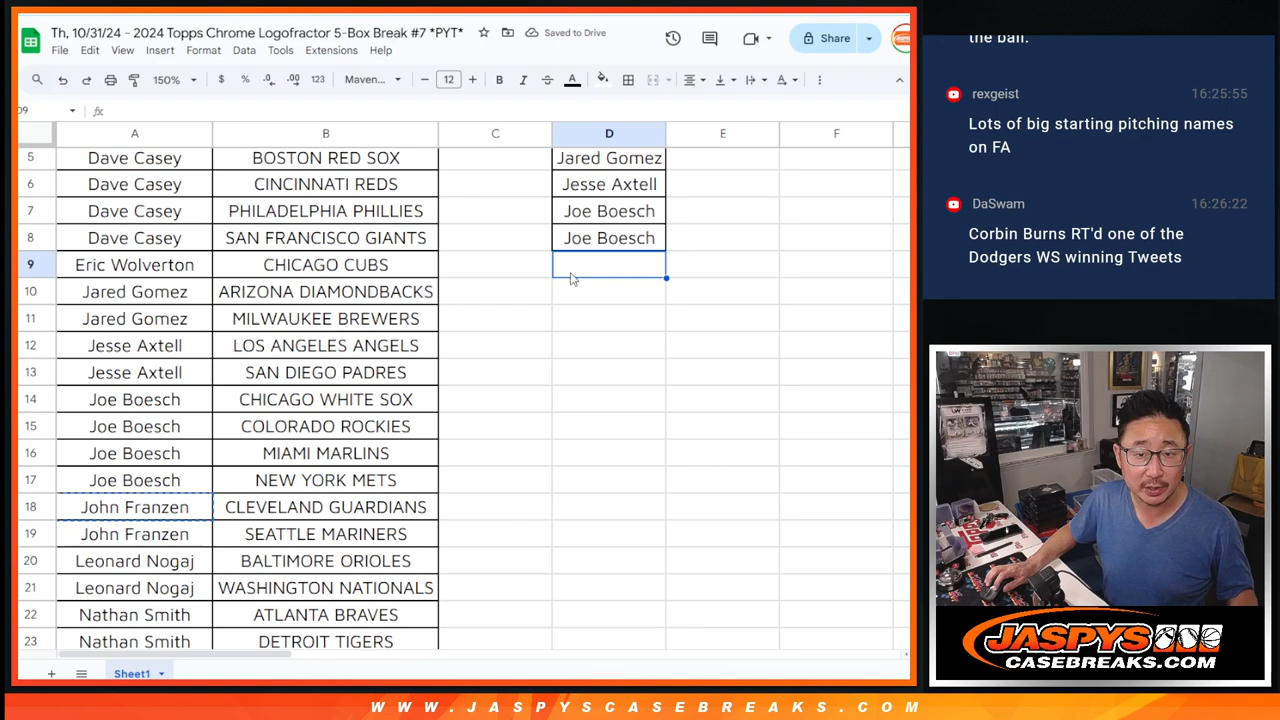 Th, 10/31/24 - 2024 Topps Chrome Logofractor 5-Box Break #7 *PYT*
Saved to Drive
Share
File Edit View Insert Format Data Tools Extensions Help
150% $ % .0 .00 123 Maven... 12
D9
A B C D E F
5 Dave Casey BOSTON RED SOX Jared Gomez
6 Dave Casey CINCINNATI REDS Jesse Axtell
7 Dave Casey PHILADELPHIA PHILLIES Joe Boesch
8 Dave Casey SAN FRANCISCO GIANTS Joe Boesch
9 Eric Wolverton CHICAGO CUBS
10 Jared Gomez ARIZONA DIAMONDBACKS
11 Jared Gomez MILWAUKEE BREWERS
12 Jesse Axtell LOS ANGELES ANGELS
13 Jesse Axtell SAN DIEGO PADRES
14 Joe Boesch CHICAGO WHITE SOX
15 Joe Boesch COLORADO ROCKIES
16 Joe Boesch MIAMI MARLINS
17 Joe Boesch NEW YORK METS
18 John Franzen CLEVELAND GUARDIANS
19 John Franzen SEATTLE MARINERS
20 Leonard Nogaj BALTIMORE ORIOLES
21 Leonard Nogaj WASHINGTON NATIONALS
22 Nathan Smith ATLANTA BRAVES
23 Nathan Smith DETROIT TIGERS
Sheet1
the ball.
rexgeist 16:25:55
Lots of big starting pitching names
on FA
DaSwam 16:26:22
Corbin Burns RT'd one of the
Dodgers WS winning Tweets
JASPYS
CASEBREAKS.COM
WWW.JASPYSCASEBREAKS.COM